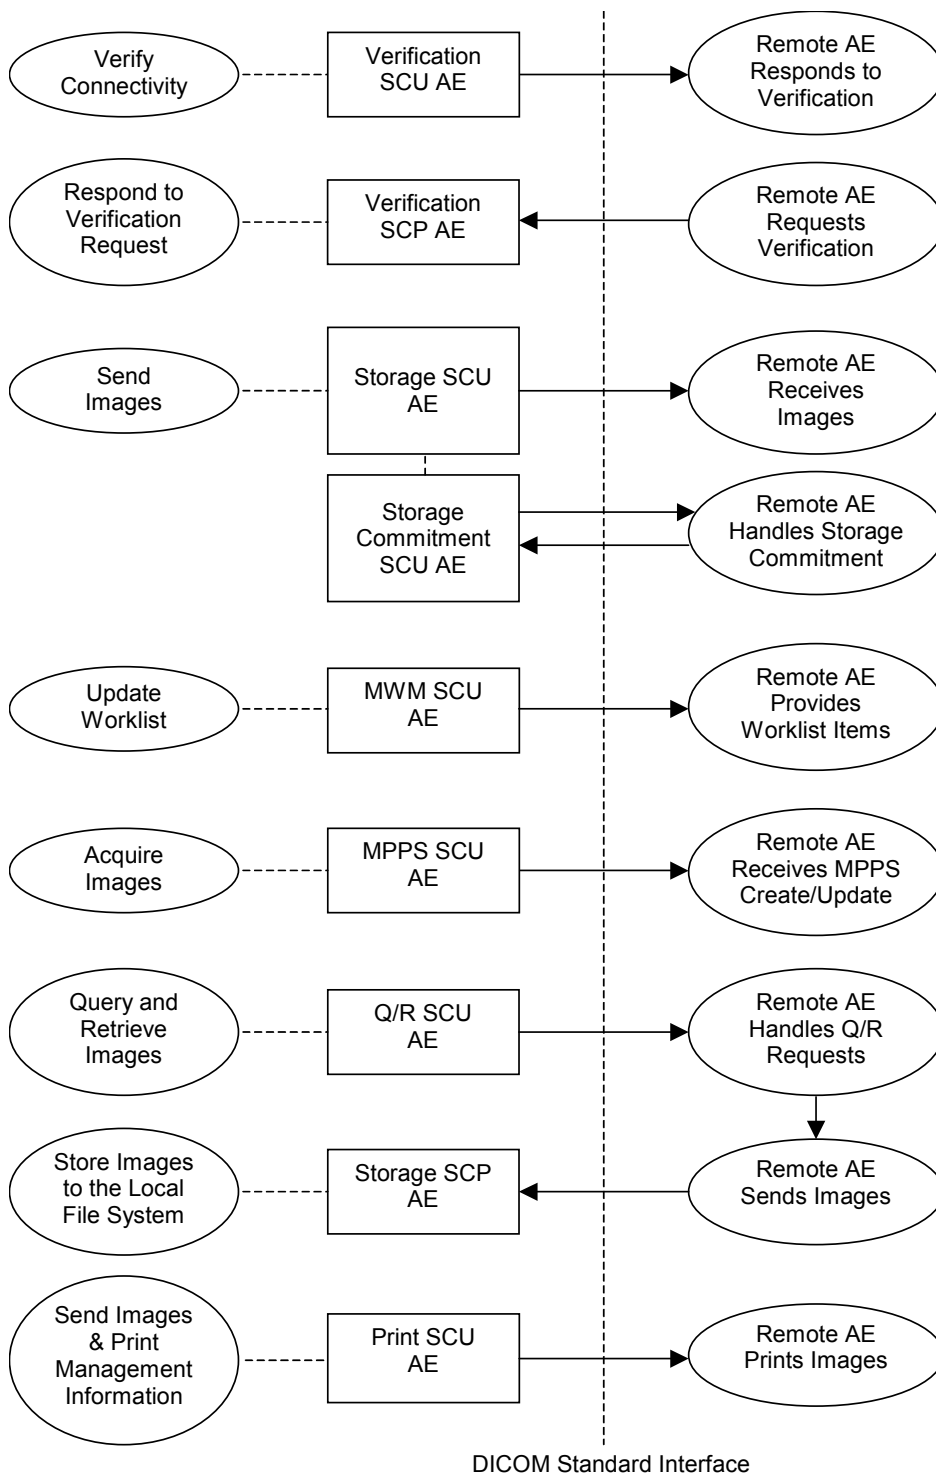 Verify
Connectivity
Verification
SCU AE
Remote AE
Responds to
Verification
Respond to
Verification
Request
Verification
SCP AE
Remote AE
Requests
Verification
Send
Images
Storage SCU
AE
Remote AE
Receives
Images
Storage
Commitment
SCU AE
Remote AE
Handles Storage
Commitment
Update
Worklist
MWM SCU
AE
Remote AE
Provides
Worklist Items
Acquire
Images
MPPS SCU
AE
Remote AE
Receives MPPS
Create/Update
Query and
Retrieve
Images
Q/R SCU
AE
Remote AE
Handles Q/R
Requests
Store Images
to the Local
File System
Storage SCP
AE
Remote AE
Sends Images
Send Images
& Print
Management
Information
Print SCU
AE
Remote AE
Prints Images
DICOM Standard Interface